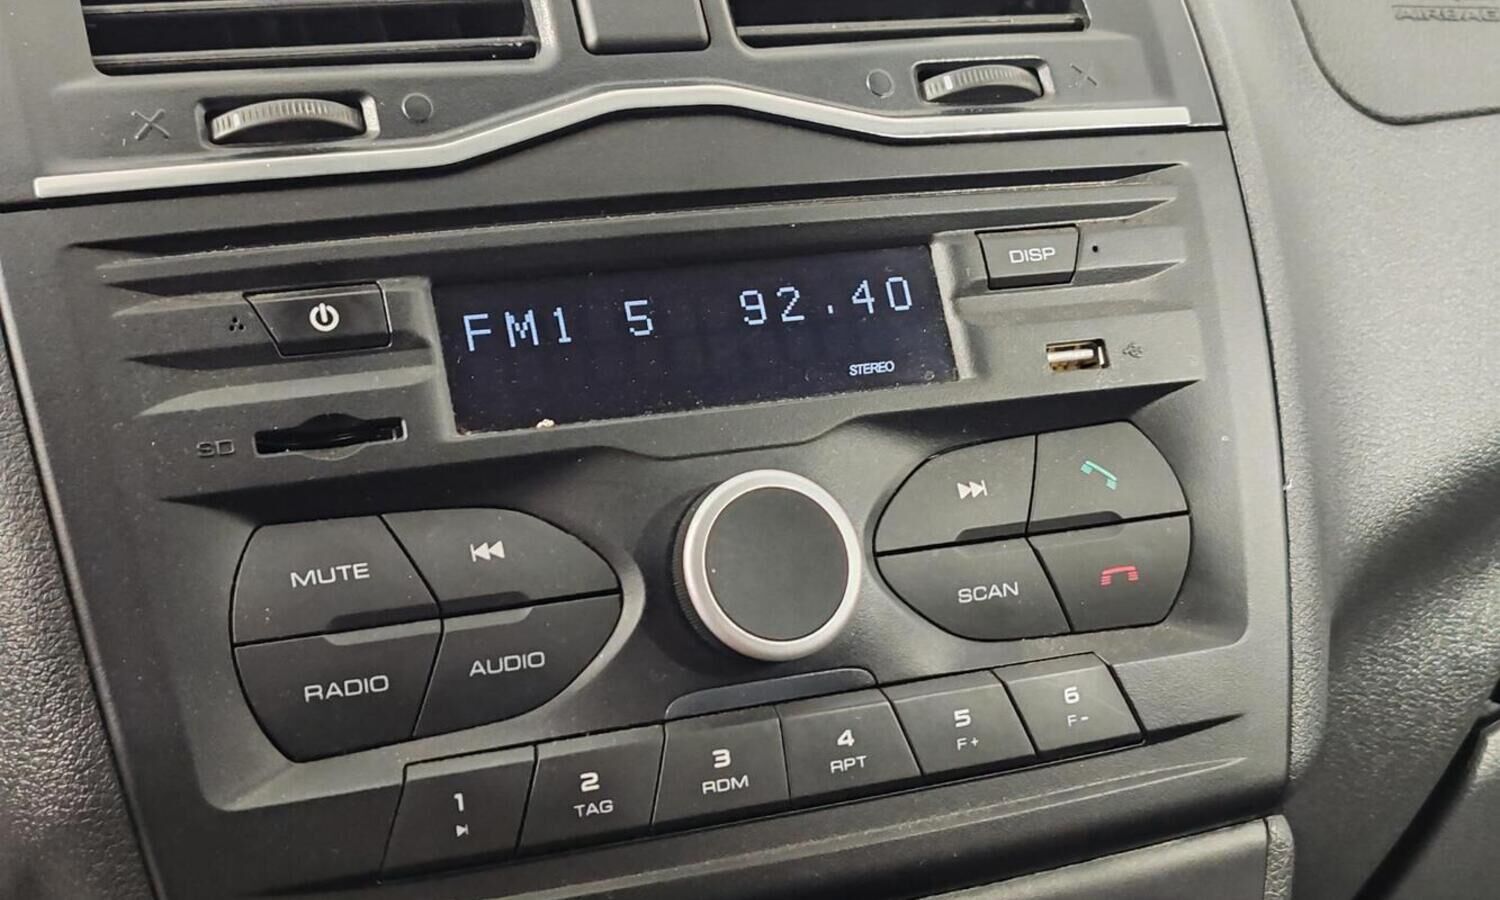 AIRBAG
DISP
FM1 5 92.40
STEREO
SD
MUTE
SCAN
RADIO
AUDIO
1
2
TAG
3
RDM
4
RPT
5
F+
6
F-